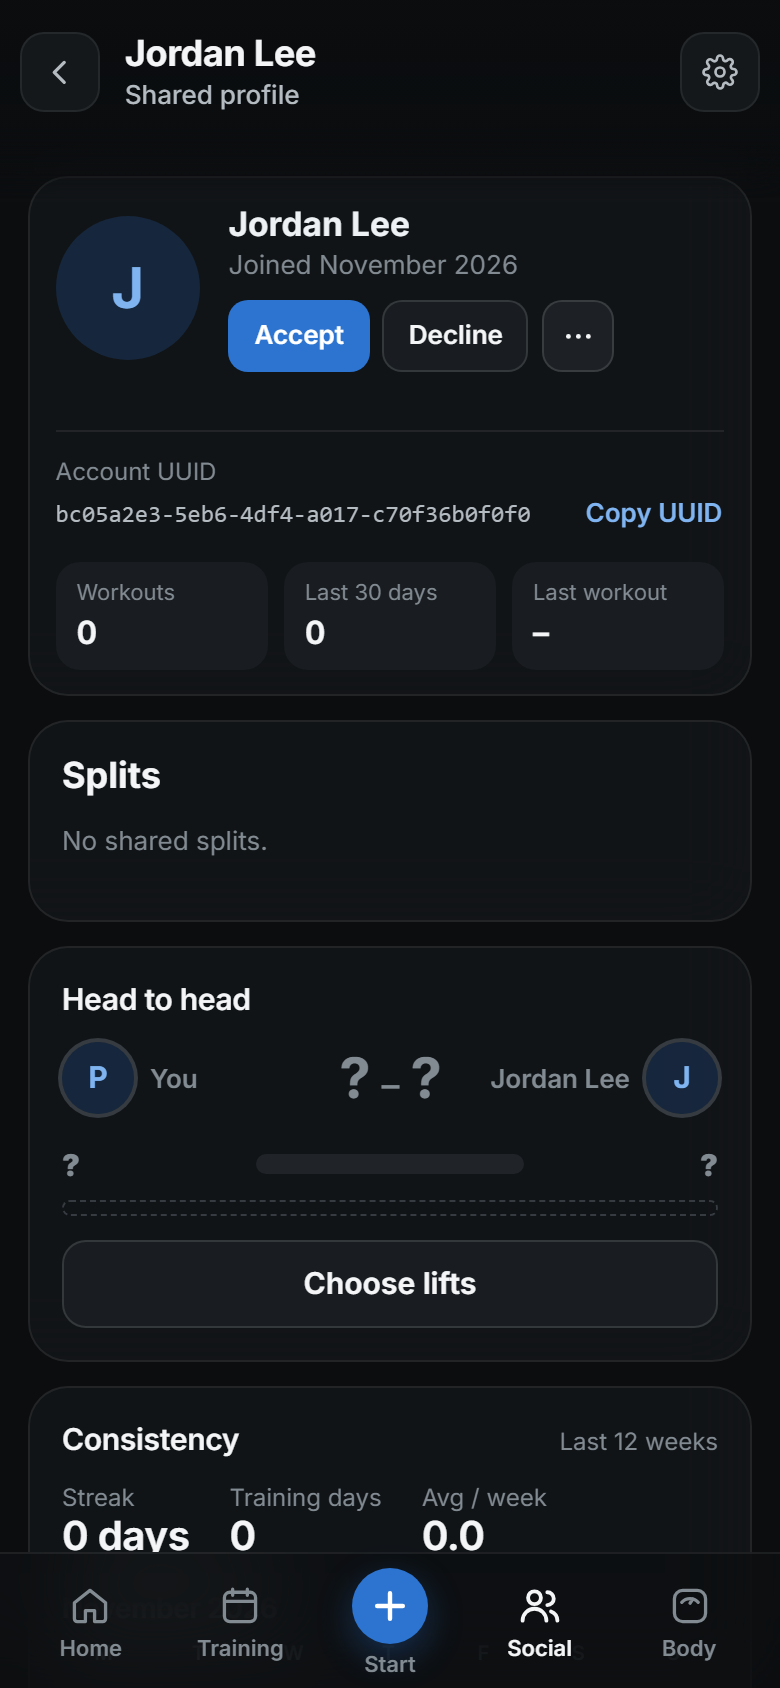 Jordan Lee
Shared profile
J
Jordan Lee
Joined November 2026
Accept
Decline
...
Account UUID
bc05a2e3-5eb6-4df4-a017-c70f36b0f0f0
Copy UUID
Workouts
Last 30 days
Last workout
0
0
–
Splits
No shared splits.
Head to head
P
You
? – ?
Jordan Lee
J
?
?
Choose lifts
Consistency
Last 12 weeks
Streak
Training days
Avg / week
0 days
0
0.0
Home
Training
Start
Social
Body